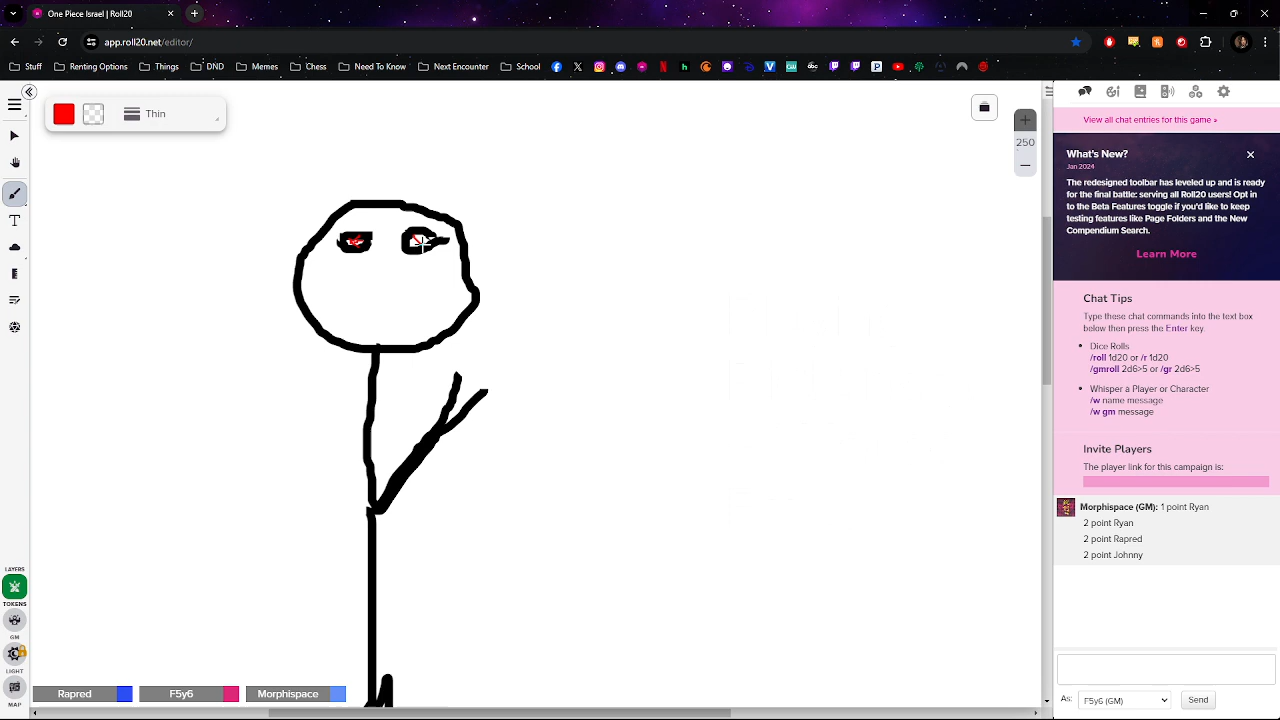 One Piece Israel | Roll20
app.roll20.net/editor/
Stuff Renting Options Things DND Memes Chess Need To Know Next Encounter School
Thin
250
View all chat entries for this game »
What's New?
Jan 2024
The redesigned toolbar has leveled up and is ready
for the final battle: serving all Roll20 users! Opt in
to the Beta Features toggle if you'd like to keep
testing features like Page Folders and the New
Compendium Search.
Learn More
Chat Tips
Type these chat commands into the text box
below then press the Enter key.
• Dice Rolls
/roll 1d20 or /r 1d20
/gmroll 2d6>5 or /gr 2d6>5
• Whisper a Player or Character
/w name message
/w gm message
Invite Players
The player link for this campaign is:
Morphispace (GM): 1 point Ryan
2 point Ryan
2 point Rapred
2 point Johnny
LAYERS
TOKENS
GM
LIGHT
MAP
Rapred F5y6 Morphispace
As: F5y6 (GM) Send